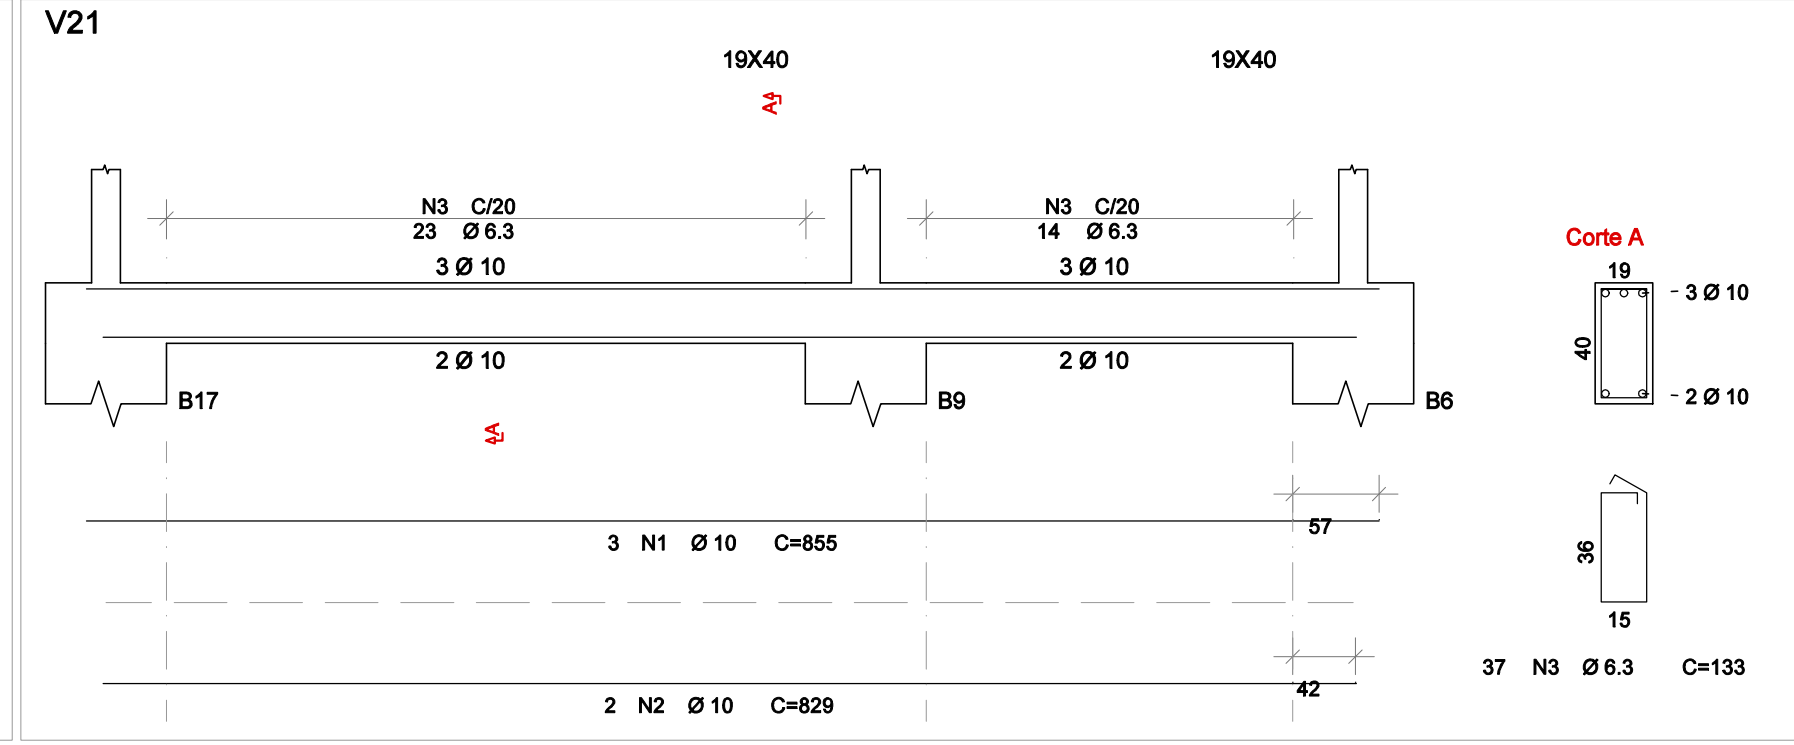 V21
19X40 19X40
A
N3 C/20 N3 C/20
23 Ø 6.3 14 Ø 6.3
3 Ø 10 3 Ø 10
Corte A
19
3 Ø 10
40
2 Ø 10 2 Ø 10
2 Ø 10
B17 B9 B6
A
57
3 N1 Ø 10 C=855
36
15
37 N3 Ø 6.3 C=133
42
2 N2 Ø 10 C=829